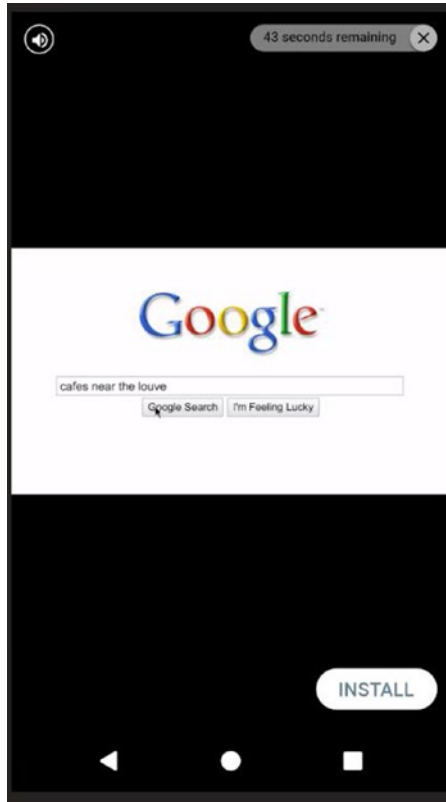 43 seconds remaining
Google
cafes near the louve
Google Search I'm Feeling Lucky
INSTALL